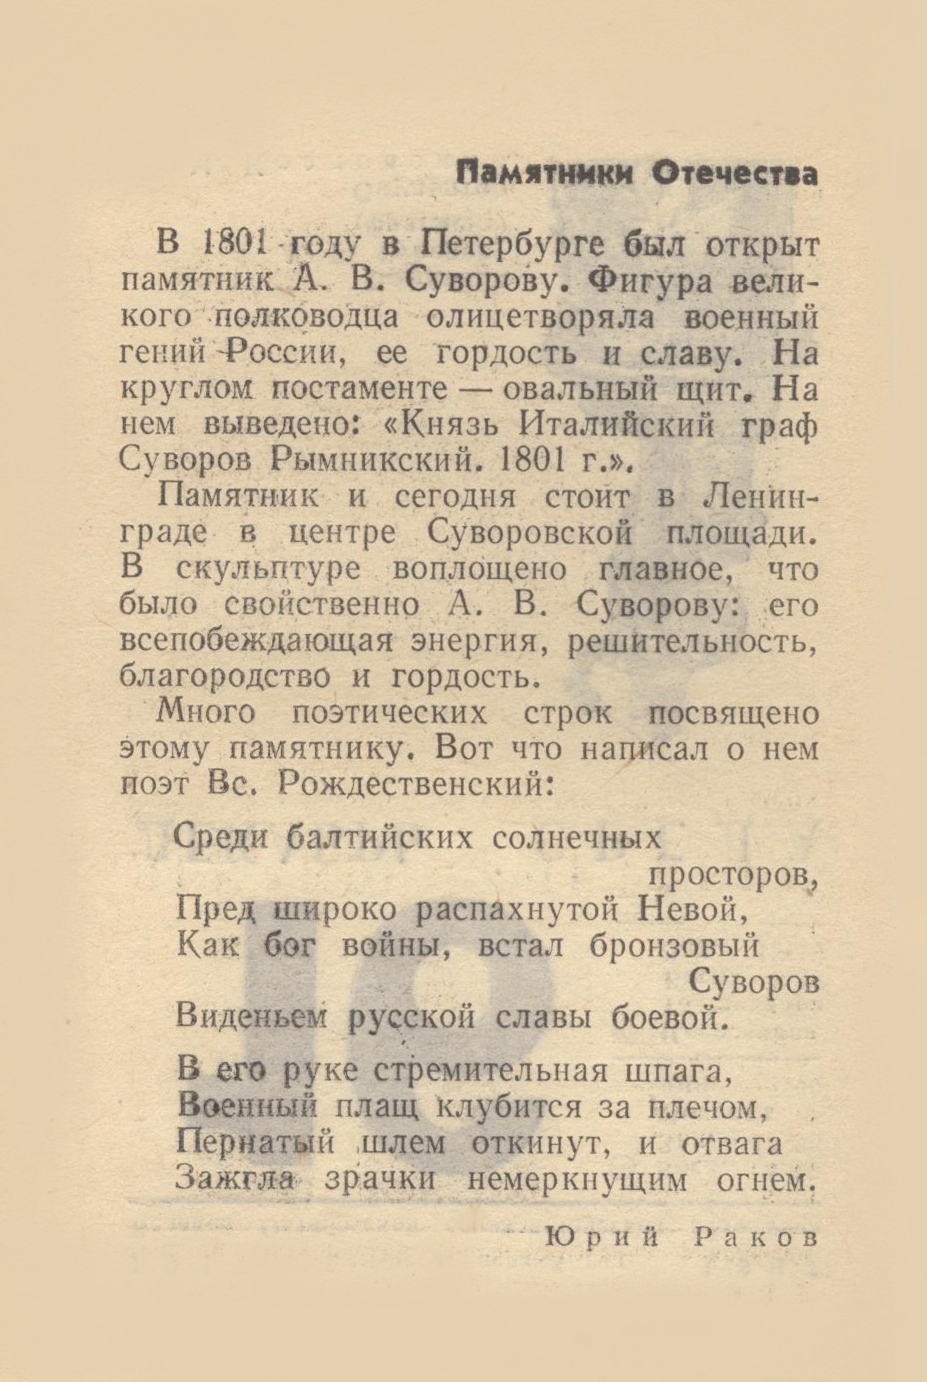 Памятники Отечества
В 1801 году в Петербурге был открыт
памятник А. В. Суворову. Фигура вели-
кого полководца олицетворяла военный
гений России, ее гордость и славу. На
круглом постаменте — овальный щит. На
нем выведено: «Князь Италийский граф
Суворов Рымникский. 1801 г.».
Памятник и сегодня стоит в Ленин-
граде в центре Суворовской площади.
В скульптуре воплощено главное, что
было свойственно А. В. Суворову: его
всепобеждающая энергия, решительность,
благородство и гордость.
Много поэтических строк посвящено
этому памятнику. Вот что написал о нем
поэт Вс. Рождественский:
Среди балтийских солнечных
просторов,
Пред широко распахнутой Невой,
Как бог войны, встал бронзовый
Суворов
Виденьем русской славы боевой.
В его руке стремительная шпага,
Военный плащ клубится за плечом,
Пернатый шлем откинут, и отвага
Зажгла зрачки немеркнущим огнем.
Юрий Раков